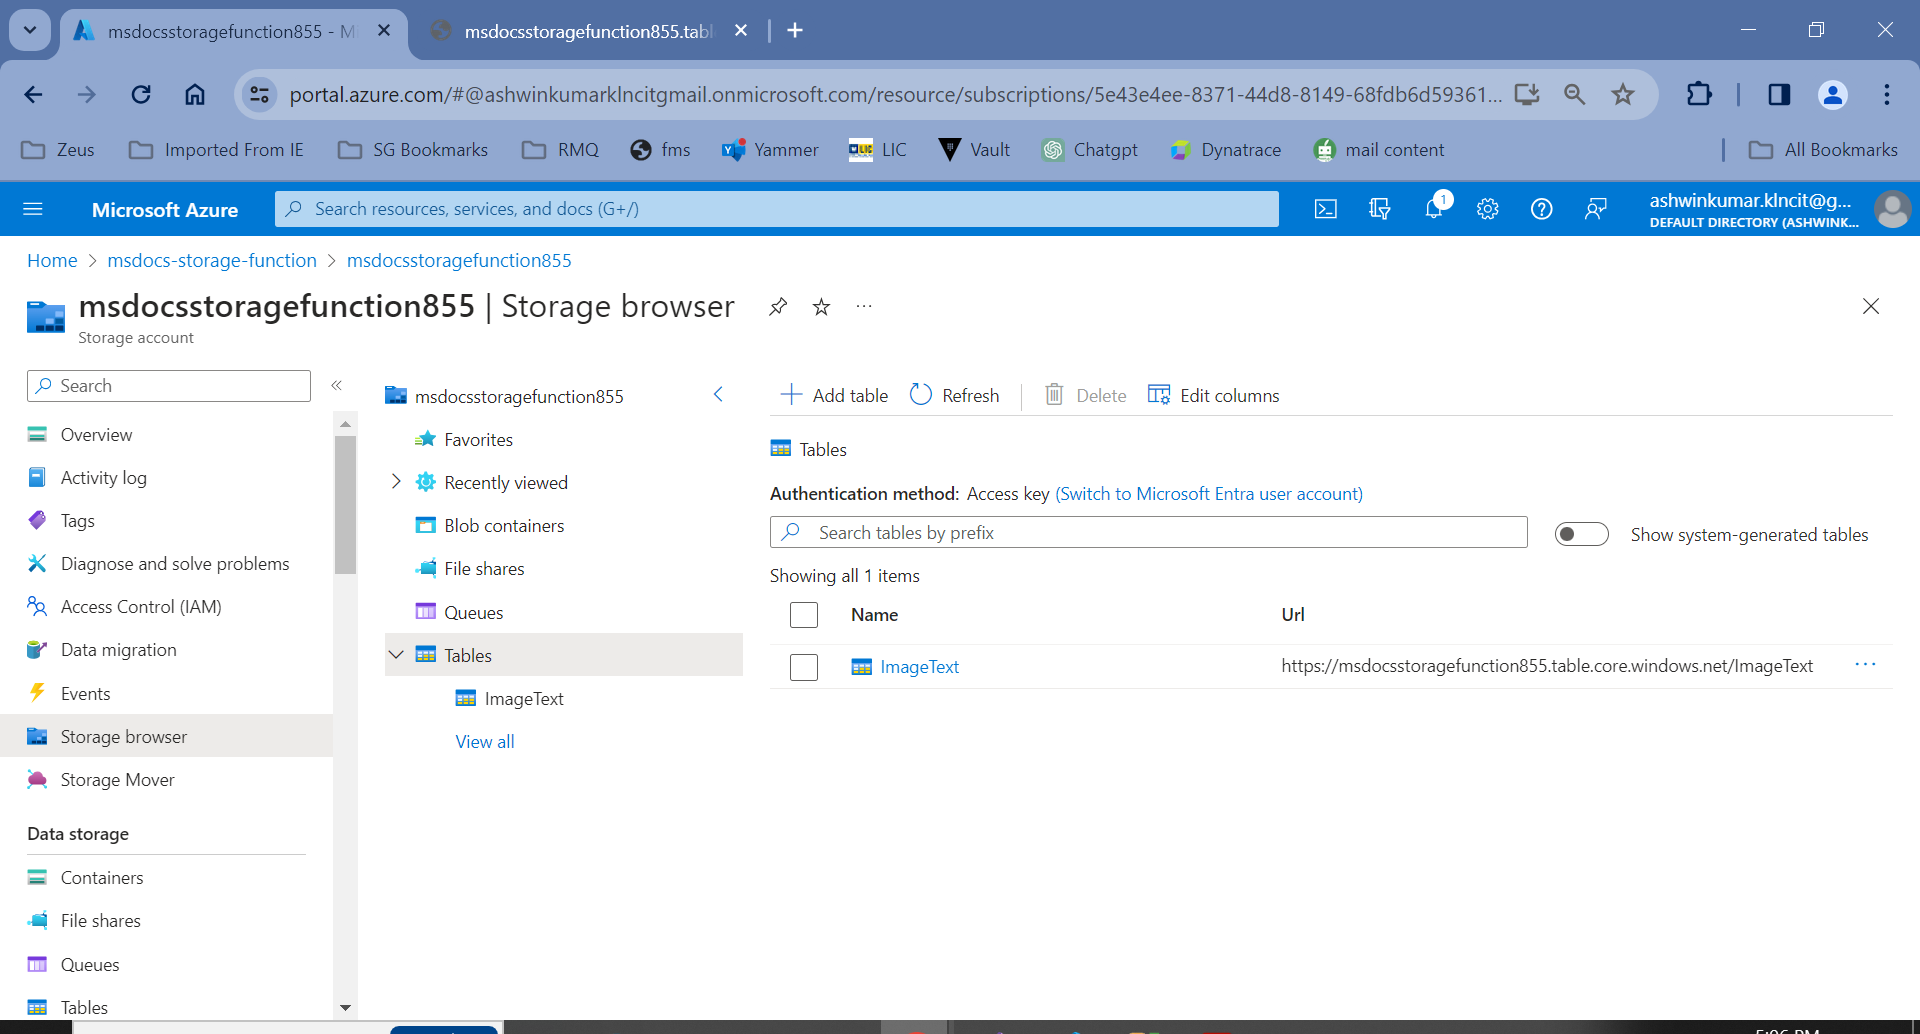 msdocsstoragefunction855 - M
msdocsstoragefunction855.tabl
portal.azure.com/#@ashwinkumarklncitgmail.onmicrosoft.com/resource/subscriptions/5e43e4ee-8371-44d8-8149-68fdb6d59361...
Zeus
Imported From IE
SG Bookmarks
RMQ
fms
Yammer
LIC
Vault
Chatgpt
Dynatrace
mail content
All Bookmarks
Microsoft Azure
Search resources, services, and docs (G+/)
1
ashwinkumar.klncit@g...
DEFAULT DIRECTORY (ASHWINK...
Home > msdocs-storage-function > msdocsstoragefunction855
msdocsstoragefunction855 | Storage browser
Storage account
Search
Overview
Activity log
Tags
Diagnose and solve problems
Access Control (IAM)
Data migration
Events
Storage browser
Storage Mover
Data storage
Containers
File shares
Queues
Tables
msdocsstoragefunction855
Favorites
Recently viewed
Blob containers
File shares
Queues
Tables
ImageText
View all
Add table
Refresh
Delete
Edit columns
Tables
Authentication method: Access key (Switch to Microsoft Entra user account)
Search tables by prefix
Show system-generated tables
Showing all 1 items
Name
Url
ImageText
https://msdocsstoragefunction855.table.core.windows.net/ImageText